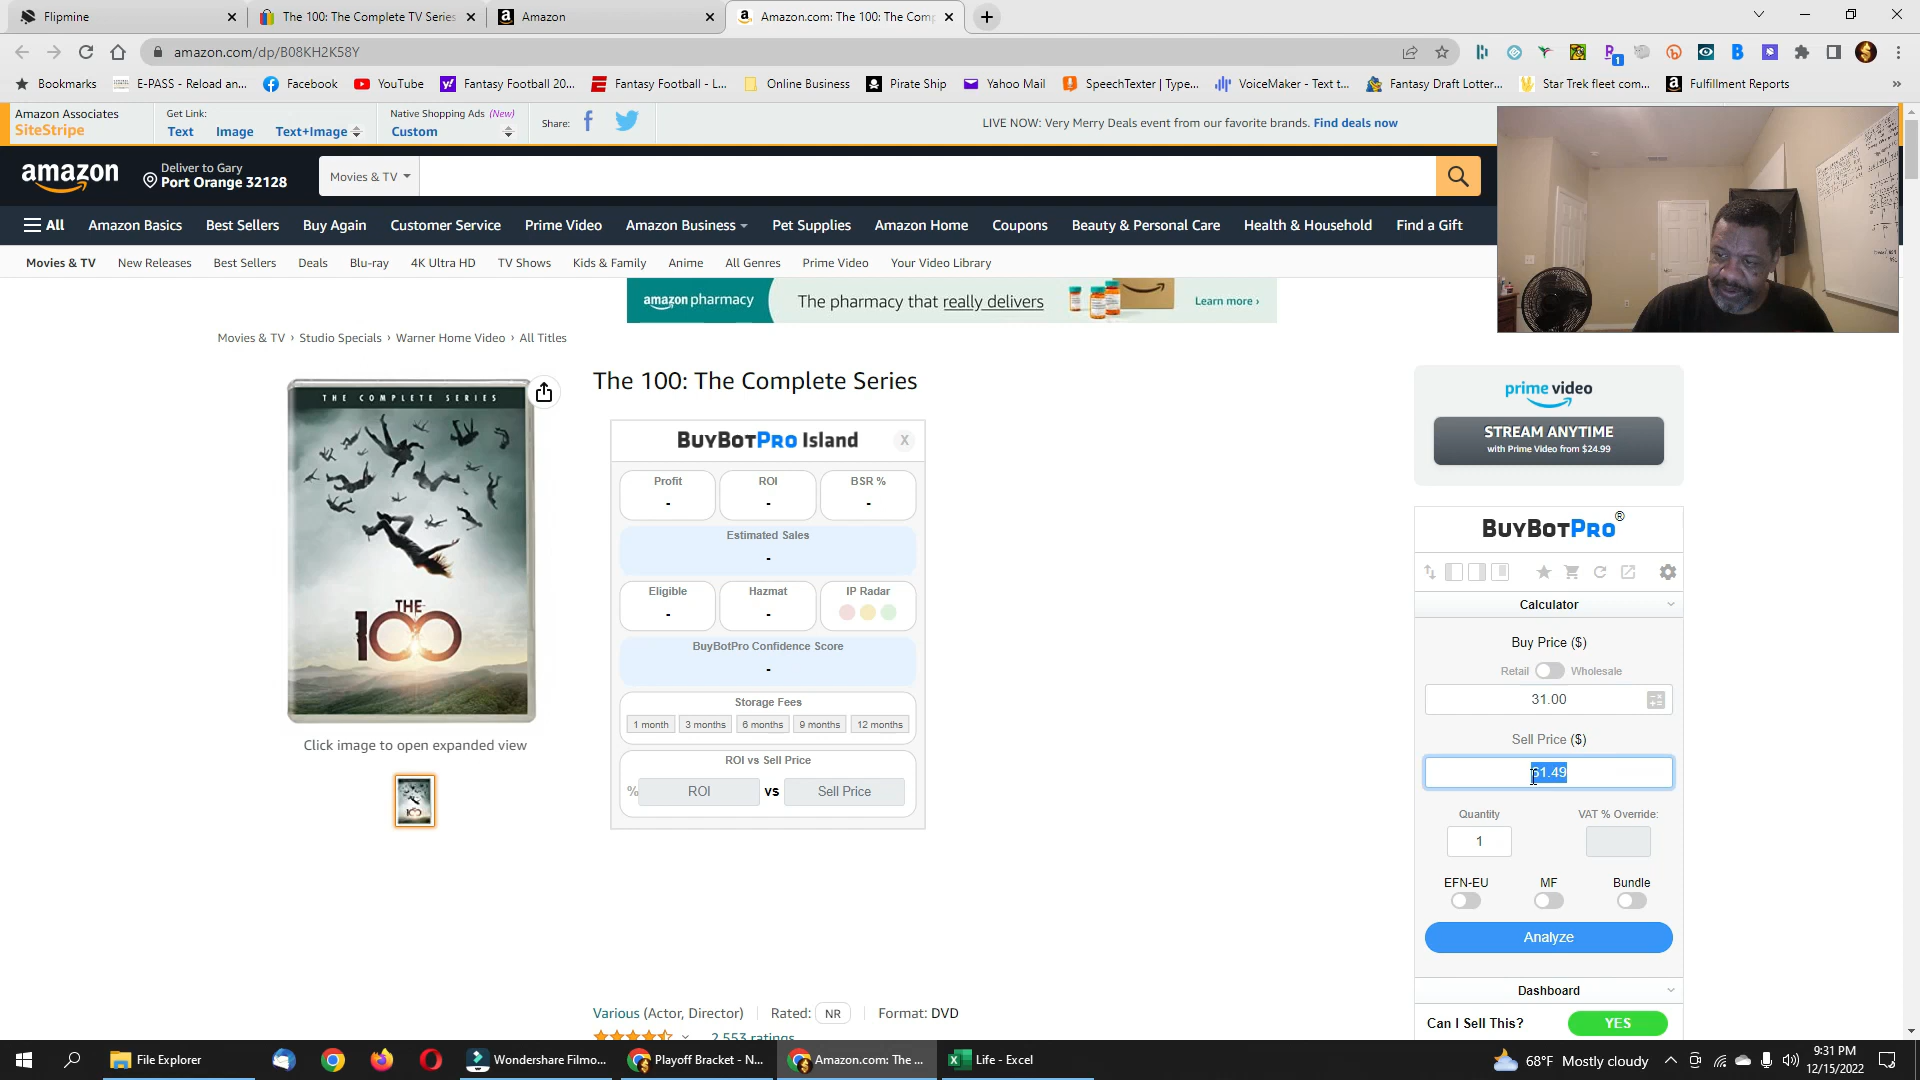 Flipmine
The 100: The Complete TV Series
Amazon
Amazon.com: The 100: The Comp
amazon.com/dp/B08KH2K58Y
1
Bookmarks
E-PASS - Reload an...
Facebook
YouTube
Fantasy Football 20...
Fantasy Football - L...
Online Business
Pirate Ship
Yahoo Mail
SpeechTexter | Type...
VoiceMaker - Text t...
Fantasy Draft Lotter...
Star Trek fleet com...
Fulfillment Reports
»
Amazon Associates
SiteStripe
Get Link:
Text Image Text+Image
Native Shopping Ads (New)
Custom
Share:
LIVE NOW: Very Merry Deals event from our favorite brands. Find deals now
amazon
Deliver to Gary
Port Orange 32128
Movies & TV
All
Amazon Basics
Best Sellers
Buy Again
Customer Service
Prime Video
Amazon Business
Pet Supplies
Amazon Home
Coupons
Beauty & Personal Care
Health & Household
Find a Gift
Movies & TV
New Releases
Best Sellers
Deals
Blu-ray
4K Ultra HD
TV Shows
Kids & Family
Anime
All Genres
Prime Video
Your Video Library
amazon pharmacy
The pharmacy that really delivers
Learn more ›
Movies & TV › Studio Specials › Warner Home Video › All Titles
THE COMPLETE SERIES
THE
100
Click image to open expanded view
The 100: The Complete Series
BuyBotPro Island
X
Profit
-
ROI
-
BSR %
-
Estimated Sales
-
Eligible
-
Hazmat
-
IP Radar
BuyBotPro Confidence Score
-
Storage Fees
1 month 3 months 6 months 9 months 12 months
ROI vs Sell Price
% ROI vs Sell Price
Various (Actor, Director)
Rated: NR
Format: DVD
2,553 ratings
prime video
STREAM ANYTIME
with Prime Video from $24.99
BuyBotPro®
Calculator
Buy Price ($)
Retail Wholesale
31.00
Sell Price ($)
61.49
Quantity
1
VAT % Override:
EFN-EU
MF
Bundle
Analyze
Dashboard
Can I Sell This? YES
File Explorer
Wondershare Filmo...
Playoff Bracket - N...
Amazon.com: The ...
Life - Excel
68°F Mostly cloudy
9:31 PM
12/15/2022